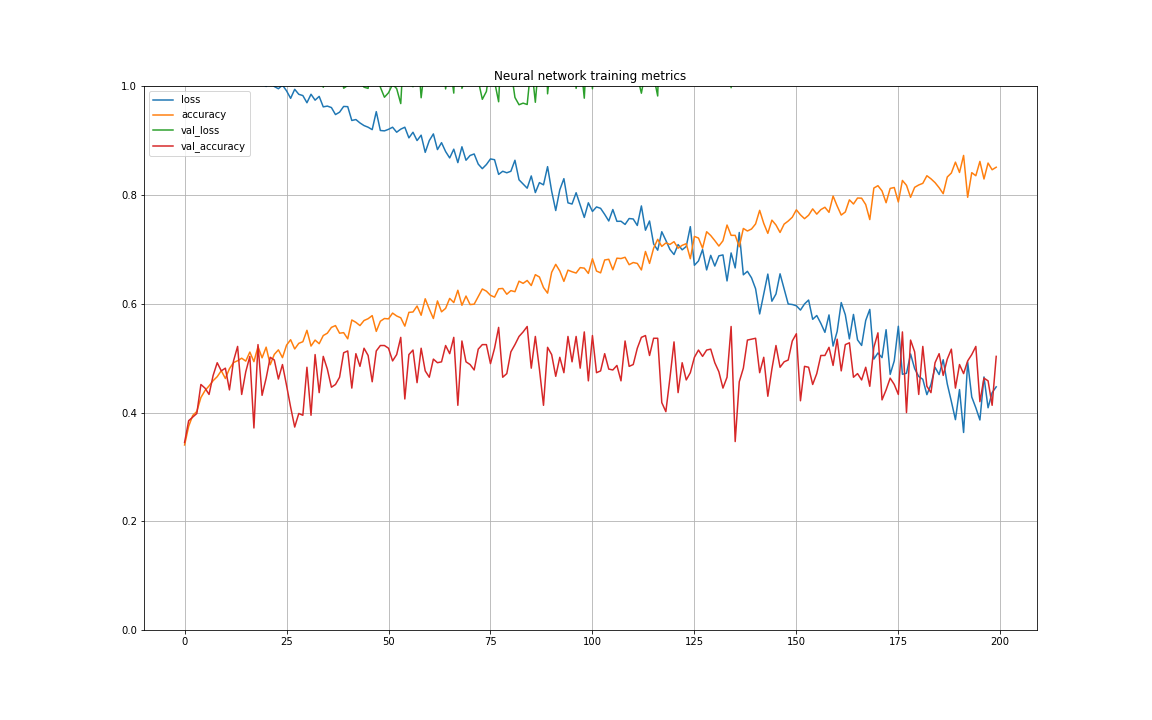 Neural network training metrics
1.0
0.8
0.6
0.4
0.2
0.0
loss
accuracy
val_loss
val_accuracy
0 25 50 75 100 125 150 175 200